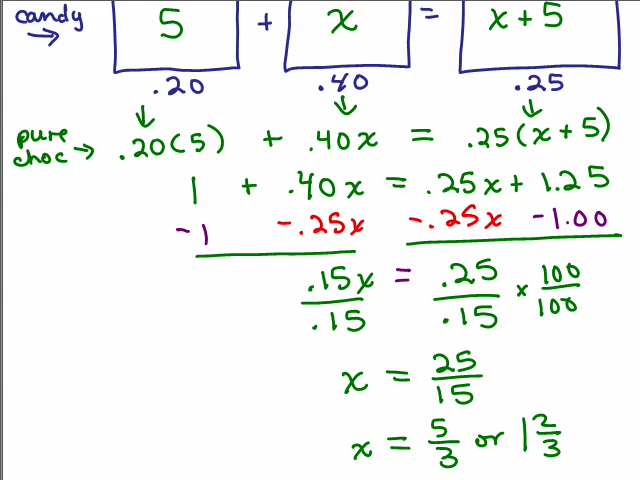 candy → 5 + x = x + 5
.20 .40 .25
↓ ↓ ↓
pure choc → .20(5) + .40x = .25(x + 5)
1 + .40x = .25x + 1.25
-1 -.25x -.25x -1.00
.15x/.15 = .25/.15 × 100/100
x = 25/15
x = 5/3 or 1 2/3